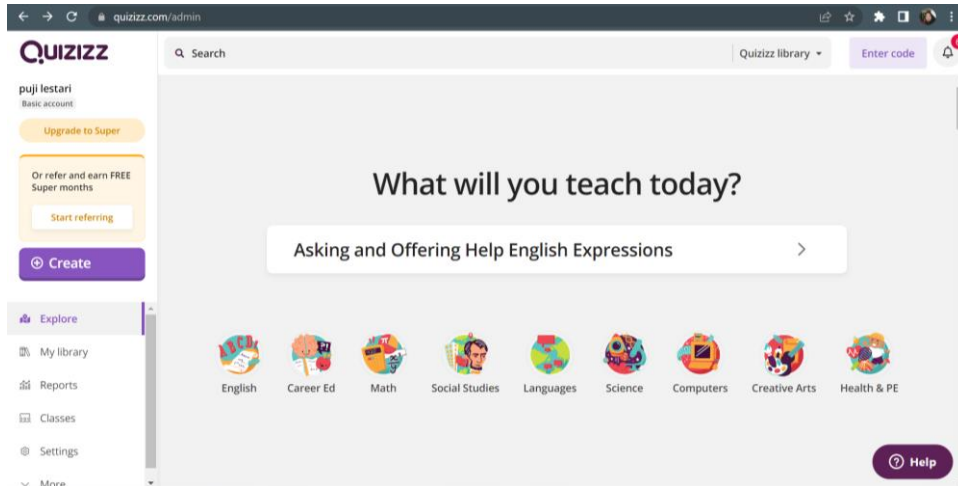 quizizz.com/admin
QUIZIZZ
Search
Quizizz library
Enter code
puji lestari
Basic account
Upgrade to Super
Or refer and earn FREE
Super months
Start referring
Create
Explore
My library
Reports
Classes
Settings
More
What will you teach today?
Asking and Offering Help English Expressions
English Career Ed Math Social Studies Languages Science Computers Creative Arts Health & PE
Help